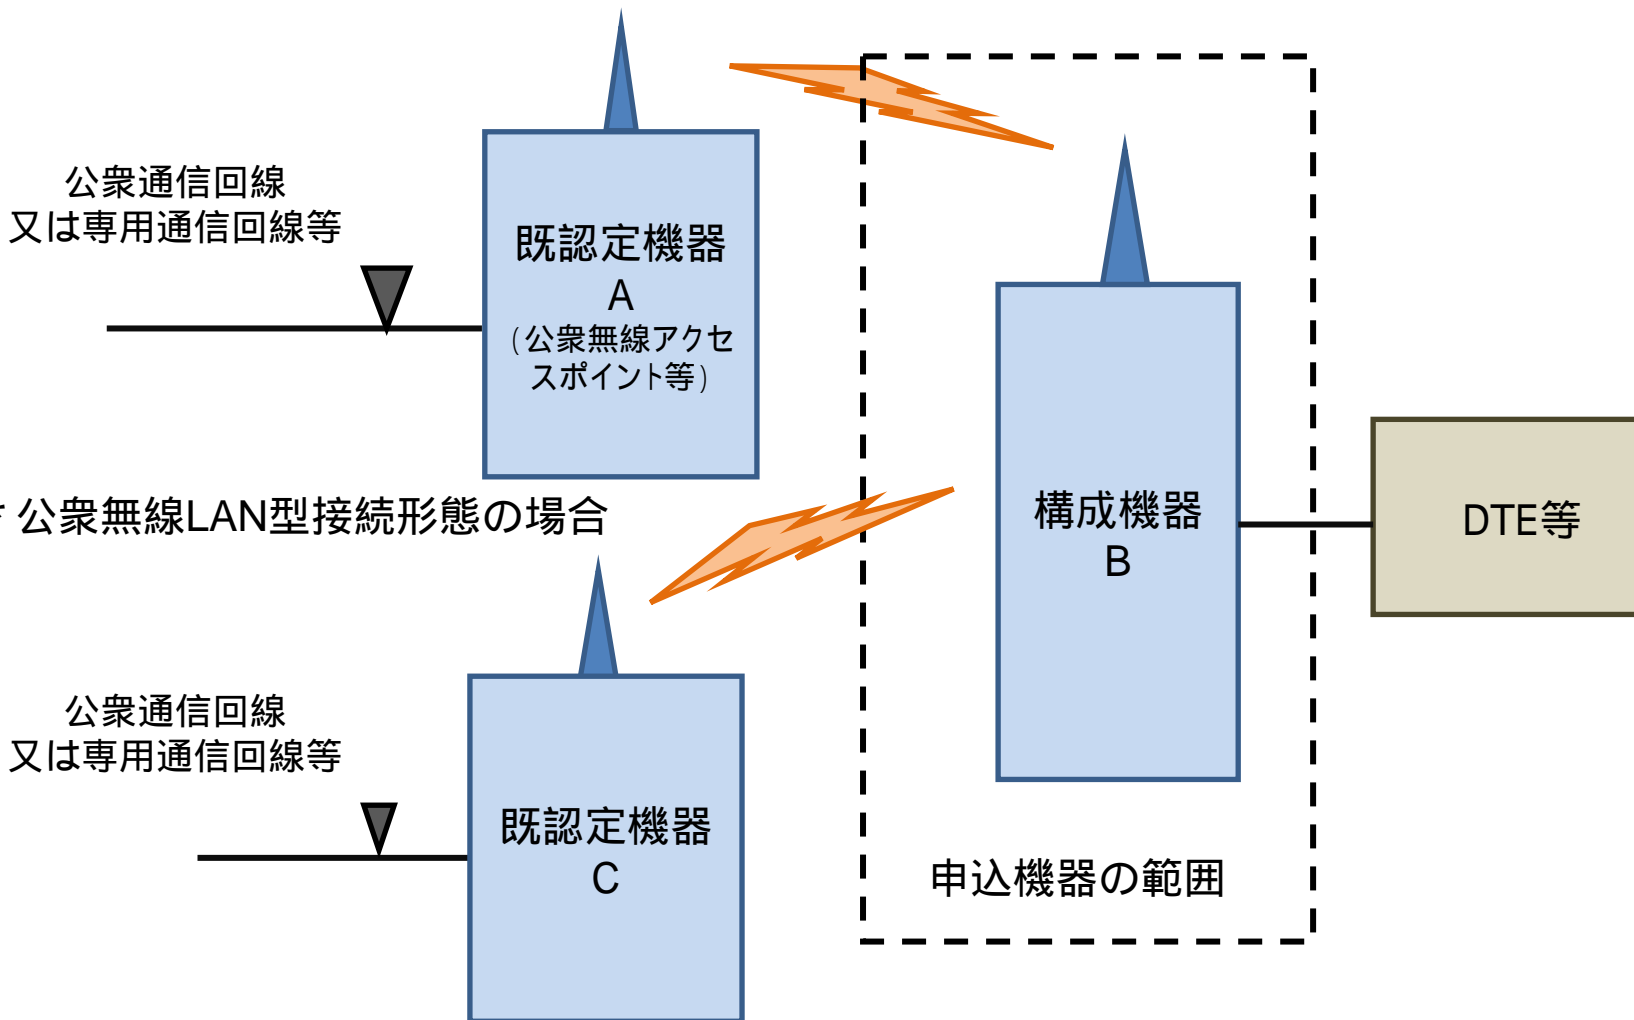 公衆通信回線
又は専用通信回線等
既認定機器
A
(公衆無線アクセ
スポイント等)
公衆無線LAN型接続形態の場合
構成機器
B
DTE等
公衆通信回線
又は専用通信回線等
既認定機器
C
申込機器の範囲